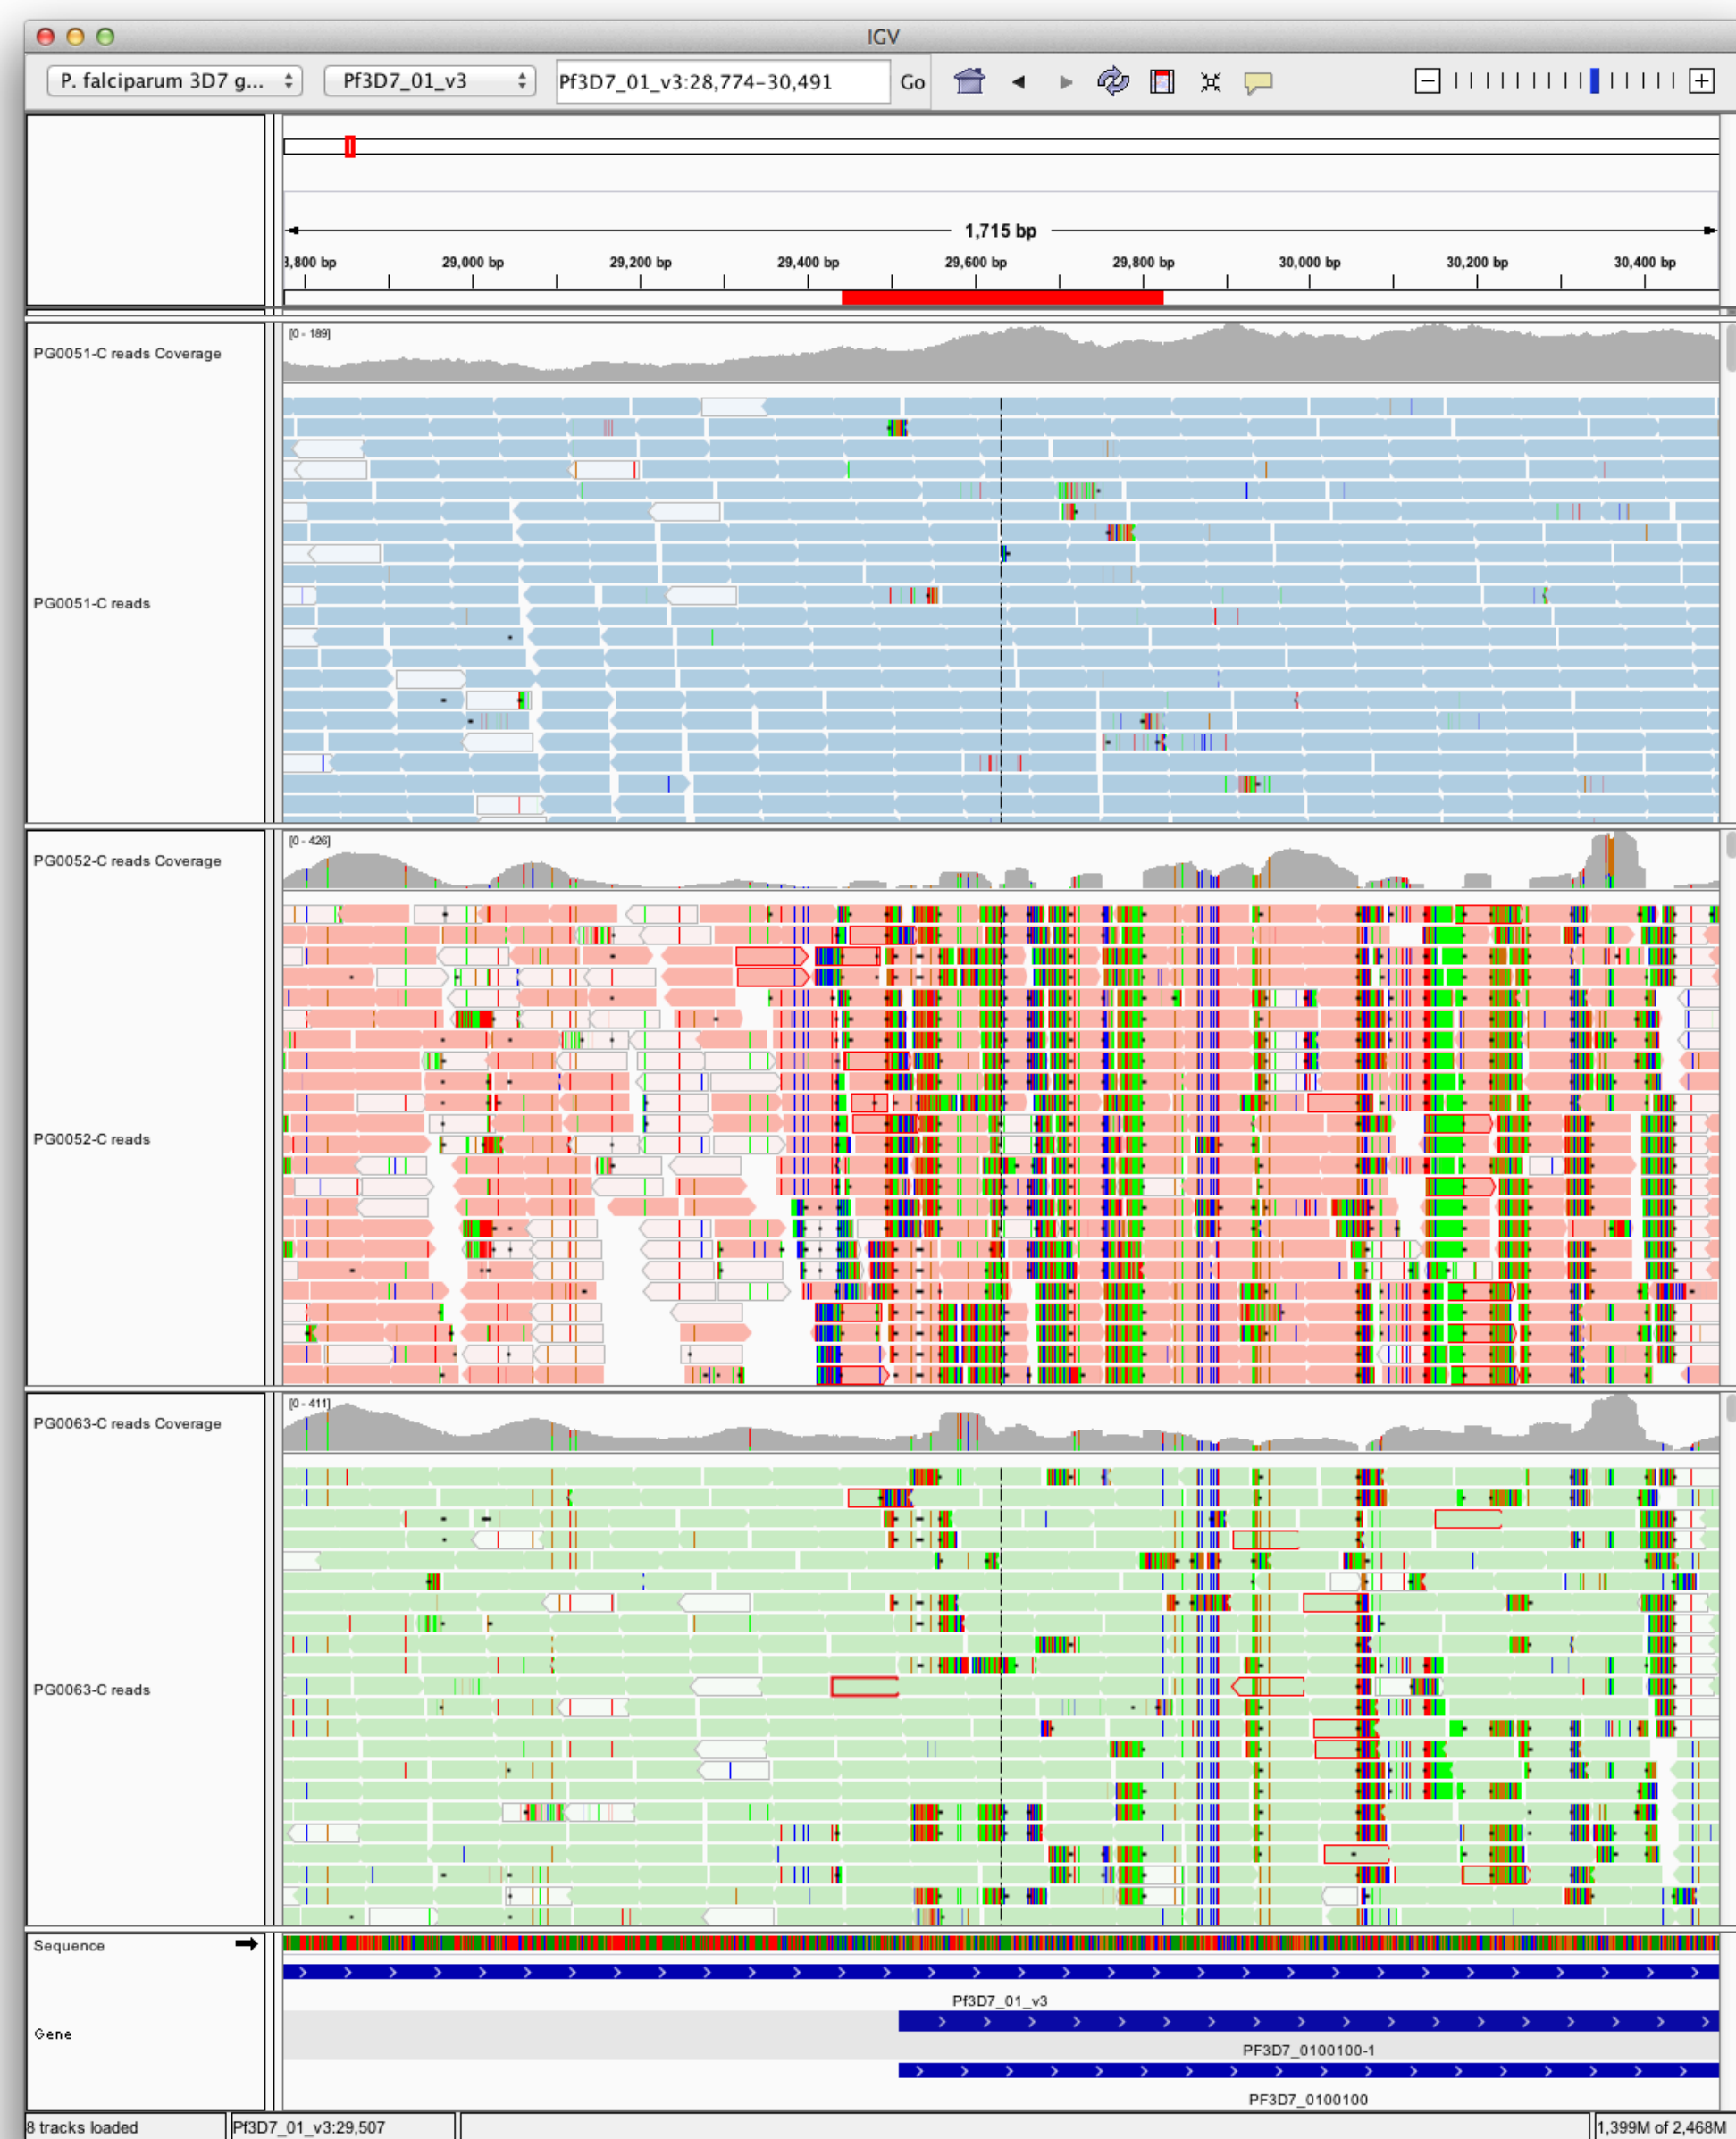 IGV
P. falciparum 3D7 g... Pf3D7_01_v3 Pf3D7_01_v3:28,774-30,491 Go
1,715 bp
3,800 bp 29,000 bp 29,200 bp 29,400 bp 29,600 bp 29,800 bp 30,000 bp 30,200 bp 30,400 bp
[0 - 189]
PG0051-C reads Coverage
PG0051-C reads
[0 - 426]
PG0052-C reads Coverage
PG0052-C reads
[0 - 411]
PG0063-C reads Coverage
PG0063-C reads
Sequence
Pf3D7_01_v3
Gene
PF3D7_0100100-1
PF3D7_0100100
8 tracks loaded Pf3D7_01_v3:29,507 1,399M of 2,468M